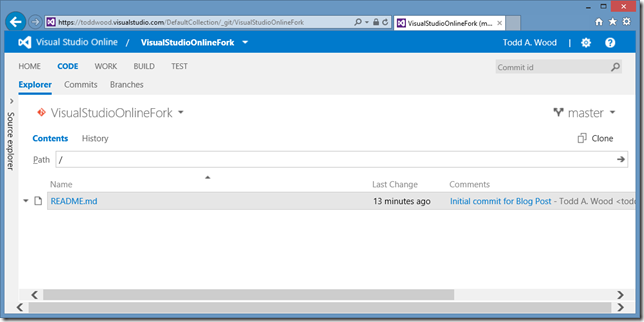 https://toddwood.visualstudio.com/DefaultCollection/_git/VisualStudioOnlineFork
VisualStudioOnlineFork (m...
Visual Studio Online / VisualStudioOnlineFork
Todd A. Wood
HOME CODE WORK BUILD TEST
Commit id
Explorer Commits Branches
Source explorer
VisualStudioOnlineFork
master
Contents History
Clone
Path /
Name Last Change Comments
README.md 13 minutes ago Initial commit for Blog Post - Todd A. Wood <todd